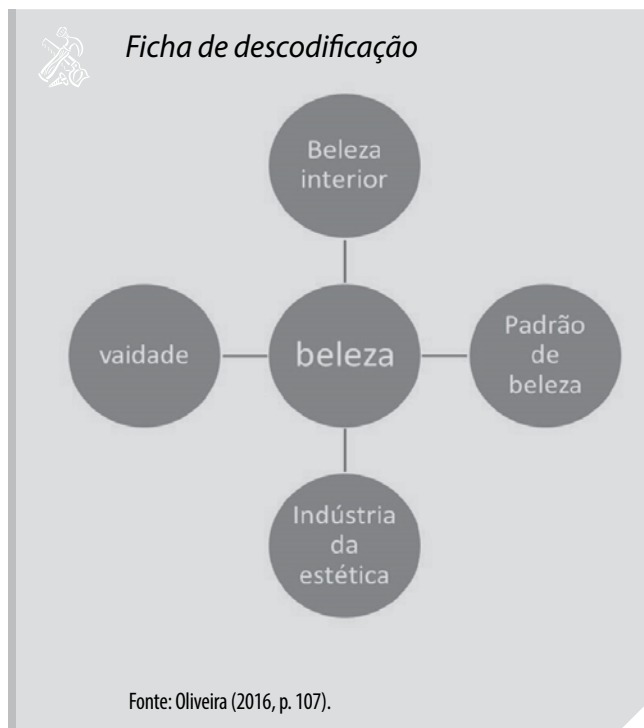 Ficha de descodificação
Beleza
interior
vaidade
beleza
Padrão
de
beleza
Indústria
da
estética
Fonte: Oliveira (2016, p. 107).